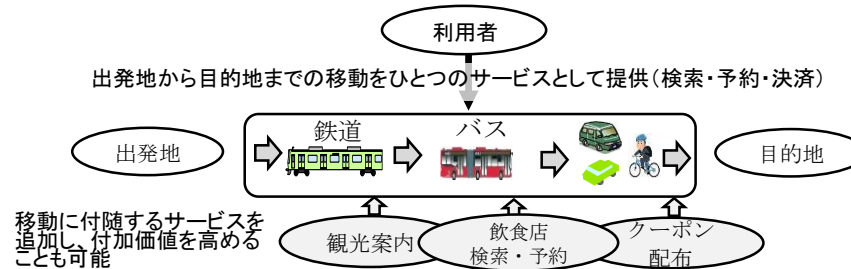 利用者
出発地から目的地までの移動をひとつのサービスとして提供(検索・予約・決済)
鉄道
バス
出発地
目的地
移動に付随するサービスを
追加し、付加価値を高める
ことも可能
観光案内
飲食店
検索・予約
クーポン
配布